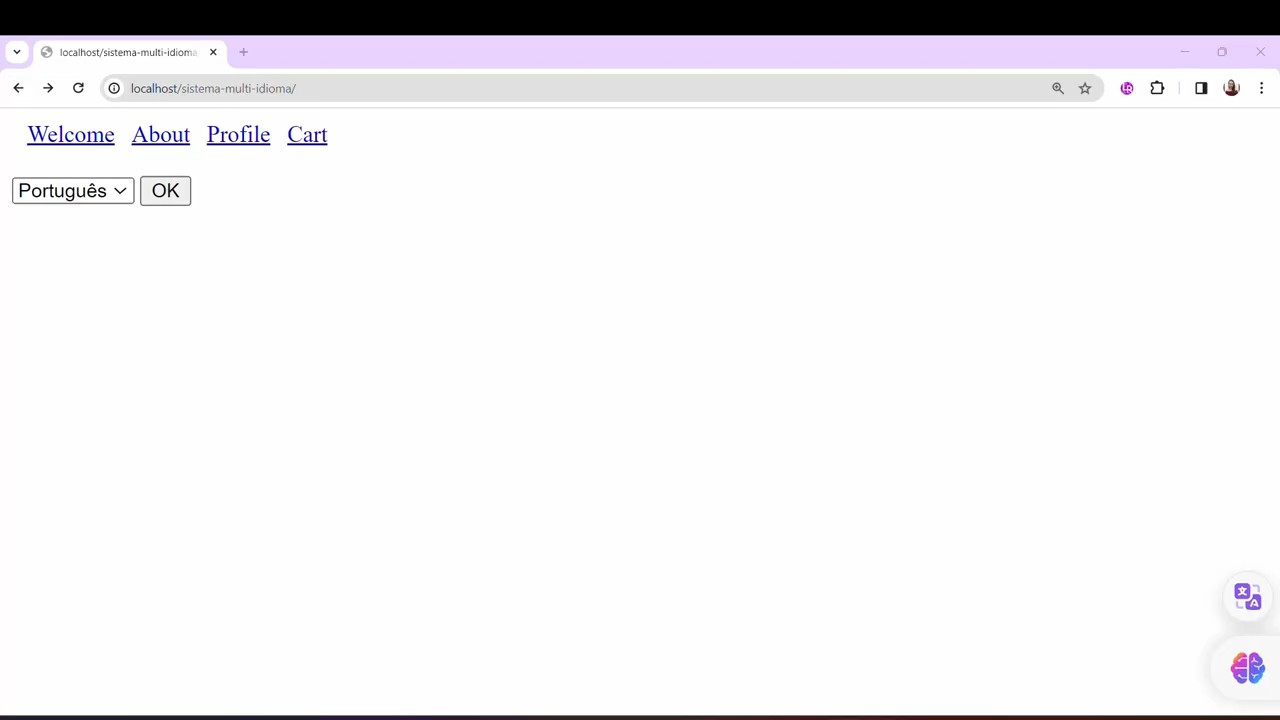 localhost/sistema-multi-idioma
localhost/sistema-multi-idioma/
Welcome About Profile Cart
Português OK